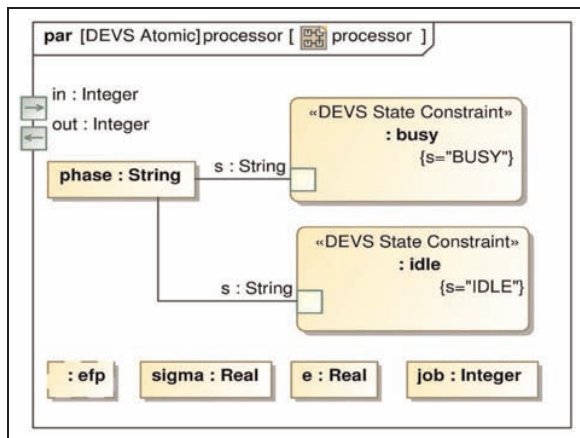 par [DEVS Atomic]processor [ processor ]
in : Integer
out : Integer
«DEVS State Constraint»
: busy
{s="BUSY"}
s : String
phase : String
«DEVS State Constraint»
: idle
{s="IDLE"}
s : String
: efp
sigma : Real
e : Real
job : Integer